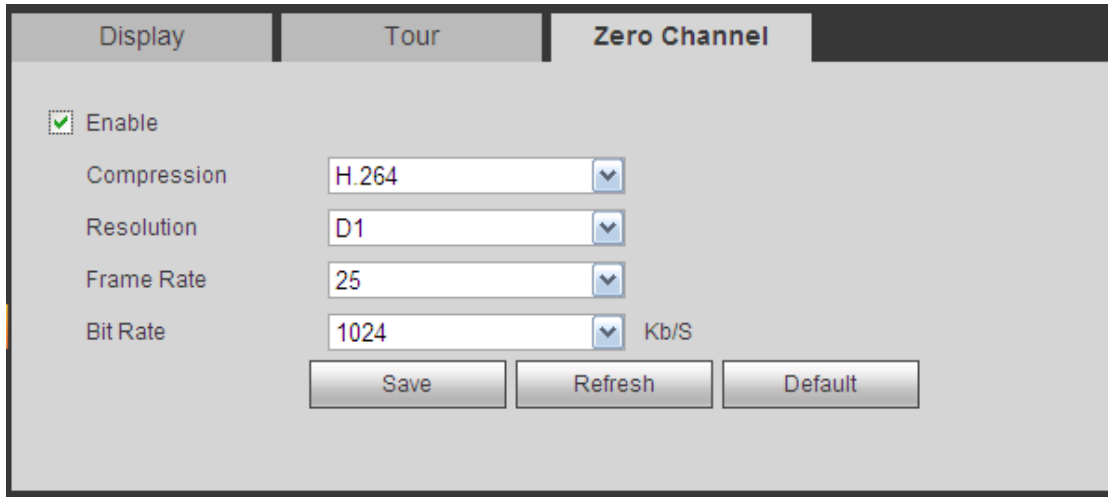 Display Tour Zero Channel
Enable
Compression H.264
Resolution D1
Frame Rate 25
Bit Rate 1024 Kb/S
Save Refresh Default